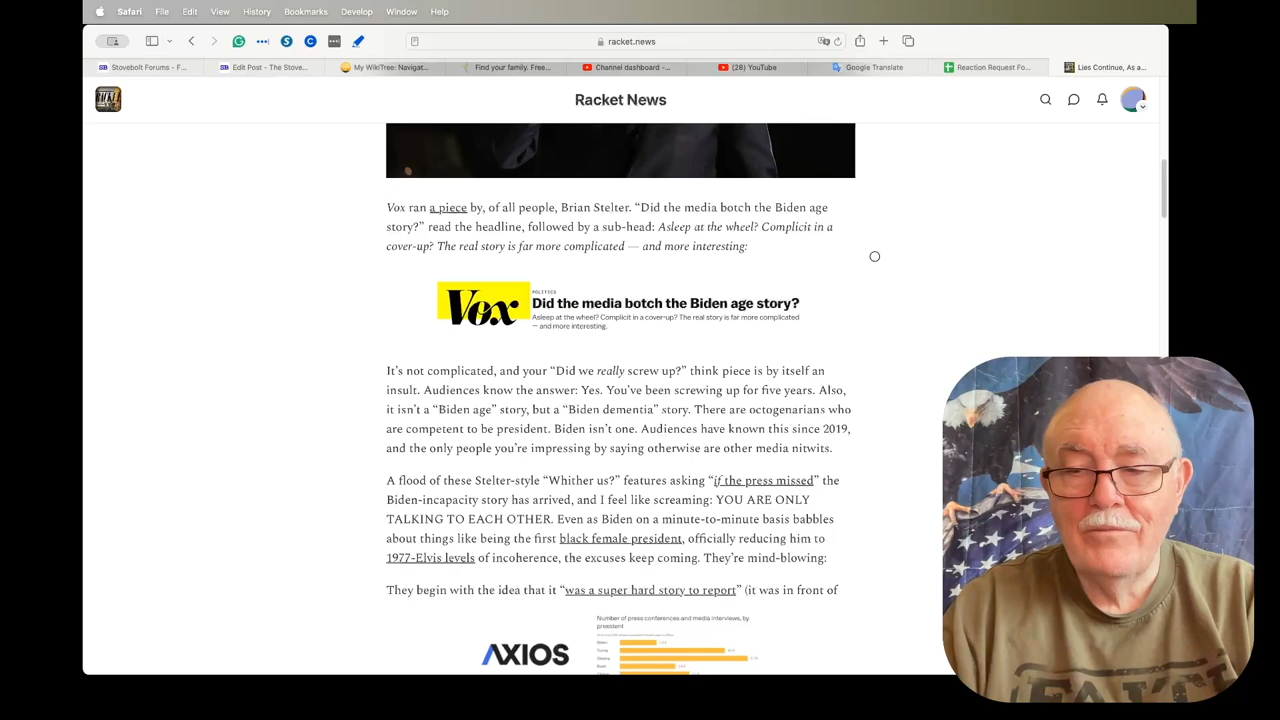 Safari File Edit View History Bookmarks Develop Window Help
racket.news
Stovebolt Forums - F...
Edit Post - The Stove...
My WikiTree: Navigat...
Find your family. Free...
Channel dashboard -...
(28) YouTube
Google Translate
Reaction Request Fo...
Lies Continue, As a...
Racket News
Vox ran a piece by, of all people, Brian Stelter. “Did the media botch the Biden age
story?” read the headline, followed by a sub-head: Asleep at the wheel? Complicit in a
cover-up? The real story is far more complicated — and more interesting:
Vox
POLITICS
Did the media botch the Biden age story?
Asleep at the wheel? Complicit in a cover-up? The real story is far more complicated
— and more interesting.
It’s not complicated, and your “Did we really screw up?” think piece is by itself an
insult. Audiences know the answer: Yes. You’ve been screwing up for five years. Also,
it isn’t a “Biden age” story, but a “Biden dementia” story. There are octogenarians who
are competent to be president. Biden isn’t one. Audiences have known this since 2019,
and the only people you’re impressing by saying otherwise are other media nitwits.
A flood of these Stelter-style “Whither us?” features asking “if the press missed” the
Biden-incapacity story has arrived, and I feel like screaming: YOU ARE ONLY
TALKING TO EACH OTHER. Even as Biden on a minute-to-minute basis babbles
about things like being the first black female president, officially reducing him to
1977-Elvis levels of incoherence, the excuses keep coming. They’re mind-blowing:
They begin with the idea that it “was a super hard story to report” (it was in front of
AXIOS
Number of press conferences and media interviews, by
president
Biden
Trump
Obama
Bush